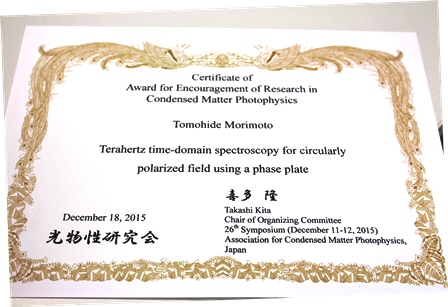 Certificate of
Award for Encouragement of Research in
Condensed Matter Photophysics
Tomohide Morimoto
Terahertz time-domain spectroscopy for circularly
polarized field using a phase plate
喜多 隆
Takashi Kita
Chair of Organizing Committee
26th Symposium (December 11-12, 2015)
Association for Condensed Matter Photophysics,
Japan
December 18, 2015
光物性研究会